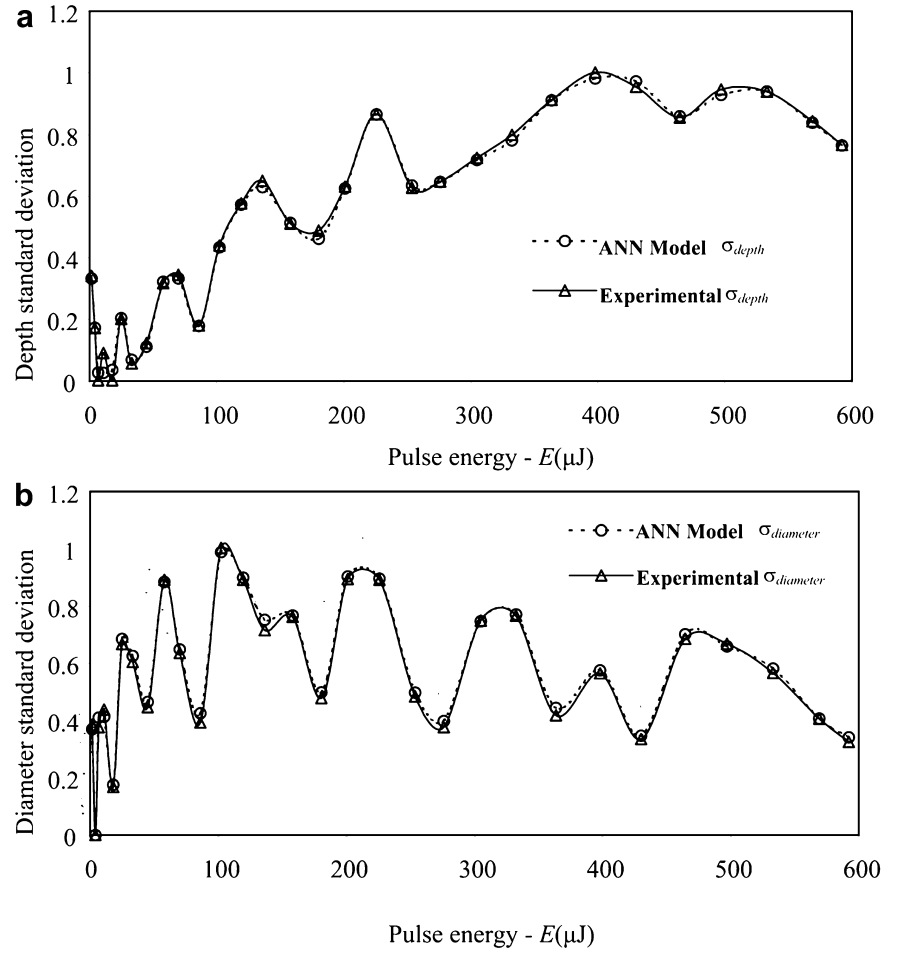 a
1.2
1
0.8
0.6
0.4
0.2
0
Depth standard deviation
ANN Model σdepth
Experimental σdepth
0 100 200 300 400 500 600
Pulse energy - E(μJ)
b
1.2
1
0.8
0.6
0.4
0.2
0
Diameter standard deviation
ANN Model σdiameter
Experimental σdiameter
0 100 200 300 400 500 600
Pulse energy - E(μJ)